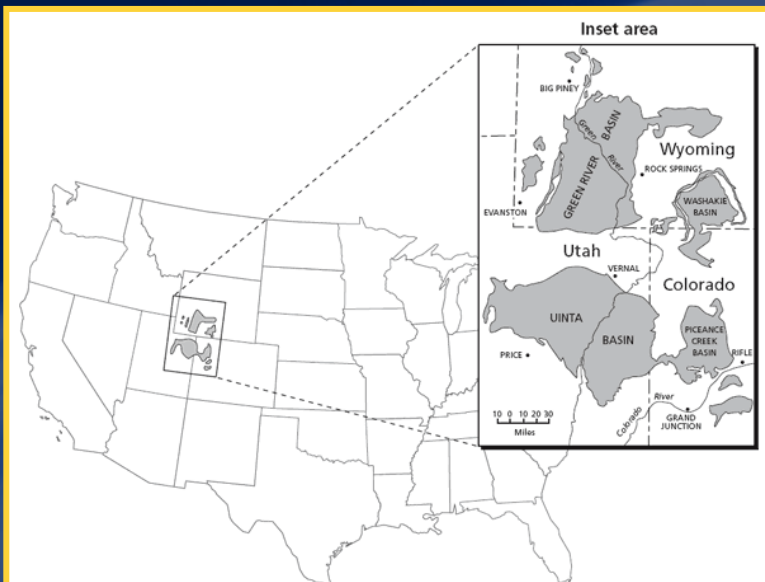 Inset area
BIG PINEY
Green
River
GREEN RIVER
BASIN
Wyoming
ROCK SPRINGS
EVANSTON
WASHAKIE
BASIN
Utah
VERNAL
Colorado
UINTA
BASIN
PICEANCE
CREEK
BASIN
PRICE
RIFLE
Colorado
River
GRAND
JUNCTION
10 0 10 20 30
Miles